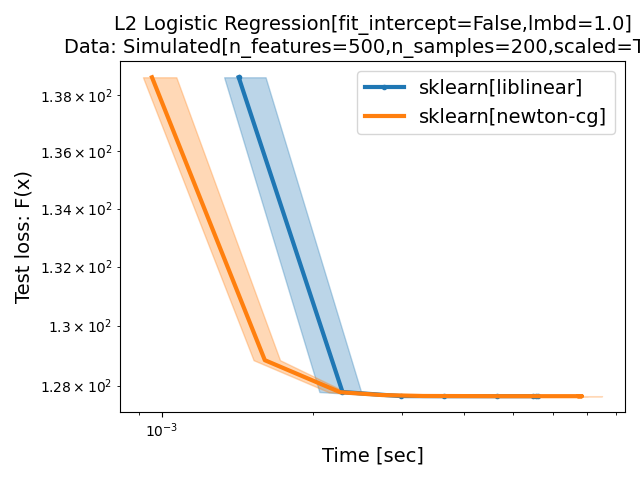 L2 Logistic Regression[fit_intercept=False,lmbd=1.0]
Data: Simulated[n_features=500,n_samples=200,scaled=T
sklearn[liblinear]
sklearn[newton-cg]
Test loss: F(x)
1.38 × 10²
1.36 × 10²
1.34 × 10²
1.32 × 10²
1.3 × 10²
1.28 × 10²
10⁻³
Time [sec]